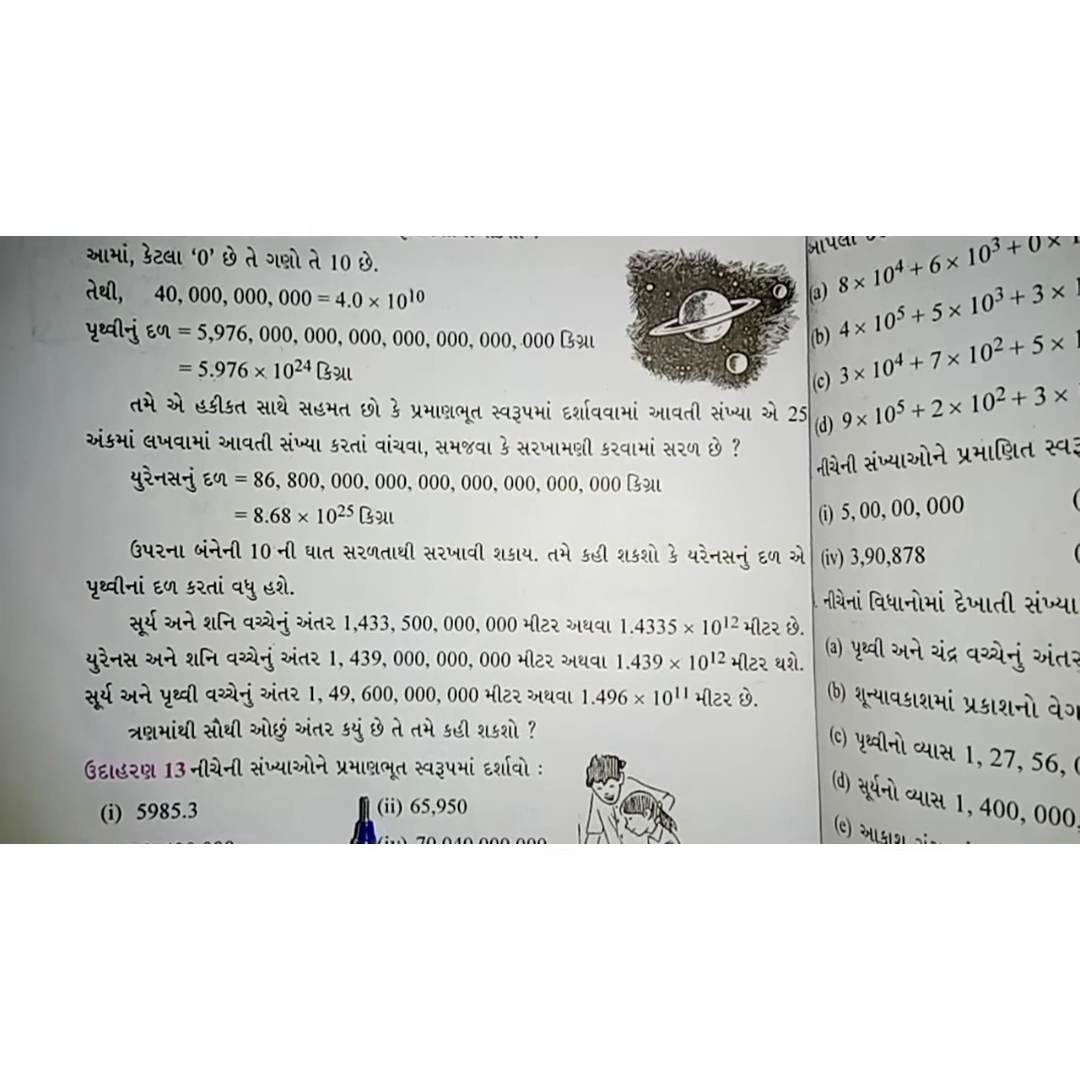 આમાં, કેટલા ‘0’ છે તે ગણો તે 10 છે.
તેથી, 40, 000, 000, 000 = 4.0 × 10¹⁰
પૃથ્વીનું દળ = 5,976, 000, 000, 000, 000, 000, 000, 000 કિગ્રા
= 5.976 × 10²⁴ કિગ્રા
તમે એ હકીકત સાથે સહમત છો કે પ્રમાણભૂત સ્વરૂપમાં દર્શાવવામાં આવતી સંખ્યા એ 25
અંકમાં લખવામાં આવતી સંખ્યા કરતાં વાંચવા, સમજવા કે સરખામણી કરવામાં સરળ છે ?
યુરેનસનું દળ = 86, 800, 000, 000, 000, 000, 000, 000, 000 કિગ્રા
= 8.68 × 10²⁵ કિગ્રા
ઉપરના બંનેની 10 ની ઘાત સરળતાથી સરખાવી શકાય. તમે કહી શકશો કે યરેનસનું દળ એ
પૃથ્વીનાં દળ કરતાં વધુ હશે.
સૂર્ય અને શનિ વચ્ચેનું અંતર 1,433, 500, 000, 000 મીટર અથવા 1.4335 × 10¹² મીટર છે.
યુરેનસ અને શનિ વચ્ચેનું અંતર 1, 439, 000, 000, 000 મીટર અથવા 1.439 × 10¹² મીટર થશે.
સૂર્ય અને પૃથ્વી વચ્ચેનું અંતર 1, 49, 600, 000, 000 મીટર અથવા 1.496 × 10¹¹ મીટર છે.
ત્રણમાંથી સૌથી ઓછું અંતર કયું છે તે તમે કહી શકશો ?
ઉદાહરણ 13 નીચેની સંખ્યાઓને પ્રમાણભૂત સ્વરૂપમાં દર્શાવો :
(i) 5985.3 (ii) 65,950
(iv) 70,040,000,000
આપેલા
(a) 8 × 10⁴ + 6 × 10³ + 0 ×
(b) 4 × 10⁵ + 5 × 10³ + 3 ×
(c) 3 × 10⁴ + 7 × 10² + 5 ×
(d) 9 × 10⁵ + 2 × 10² + 3 ×
નીચેની સંખ્યાઓને પ્રમાણિત
(i) 5, 00, 00, 000
(iv) 3,90,878
નીચેનાં વિધાનોમાં દેખાતી સંખ્યા
(a) પૃથ્વી અને ચંદ્ર વચ્ચેનું અંતર
(b) શૂન્યાવકાશમાં પ્રકાશનો વેગ
(c) પૃથ્વીનો વ્યાસ 1, 27, 56,
(d) સૂર્યનો વ્યાસ 1, 400, 000,
(e) આકાશ